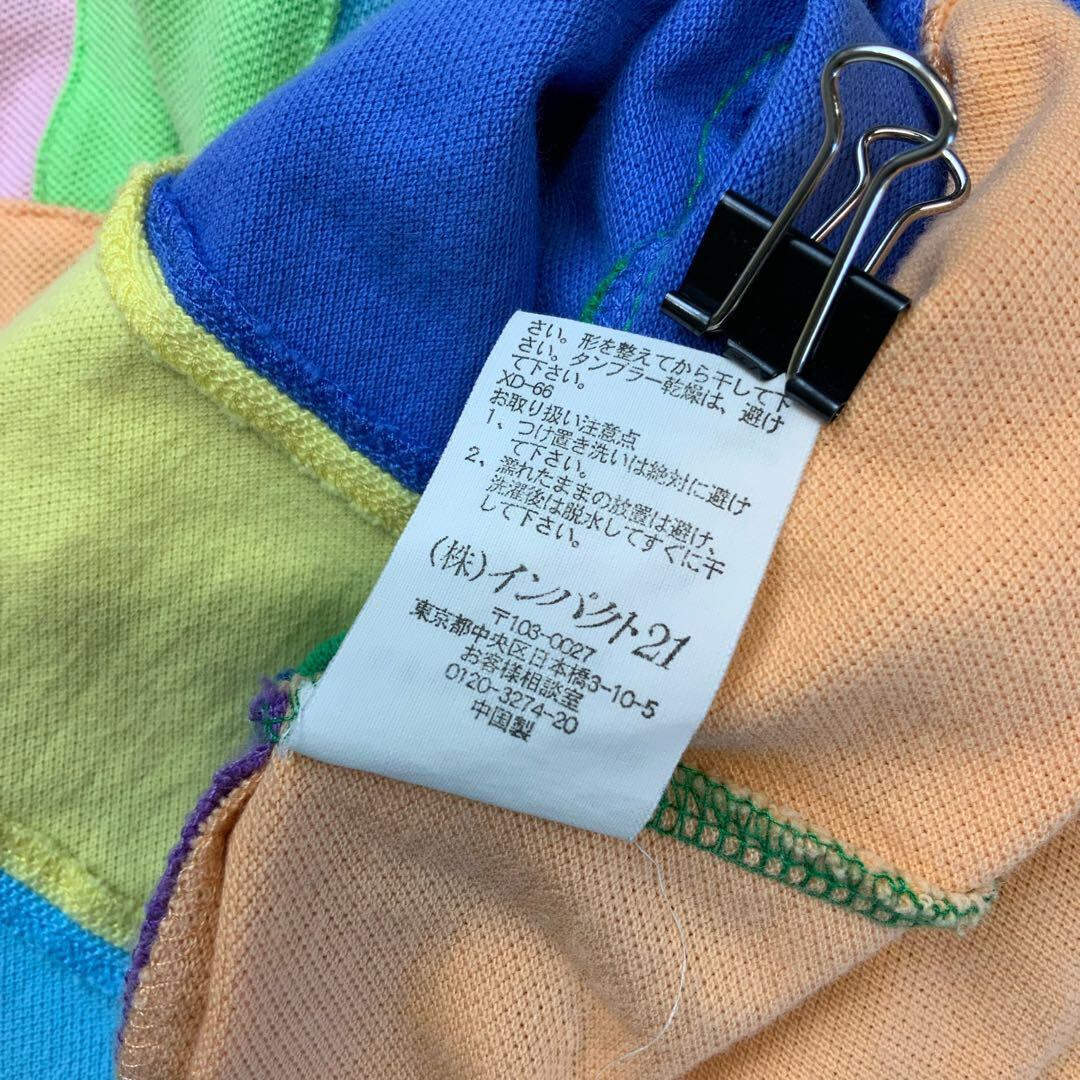 さい。形を整えてから干して下
さい。タンブラー乾燥は、避け
て下さい。
XD-66
お取り扱い注意点
1、つけ置き洗いは絶対に避け
て下さい。
2、濡れたままの放置は避け、
洗濯後は脱水してすぐに干
して下さい。
(株)インパクト21
〒103-0027
東京都中央区日本橋3-10-5
お客様相談室
0120-3274-20
中国製